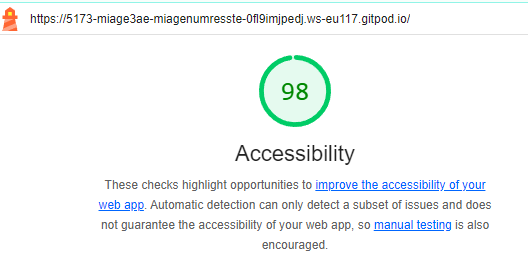 https://5173-miage3ae-miagenumresste-0fl9imjpedj.ws-eu117.gitpod.io/
98
Accessibility
These checks highlight opportunities to improve the accessibility of your
web app. Automatic detection can only detect a subset of issues and does
not guarantee the accessibility of your web app, so manual testing is also
encouraged.